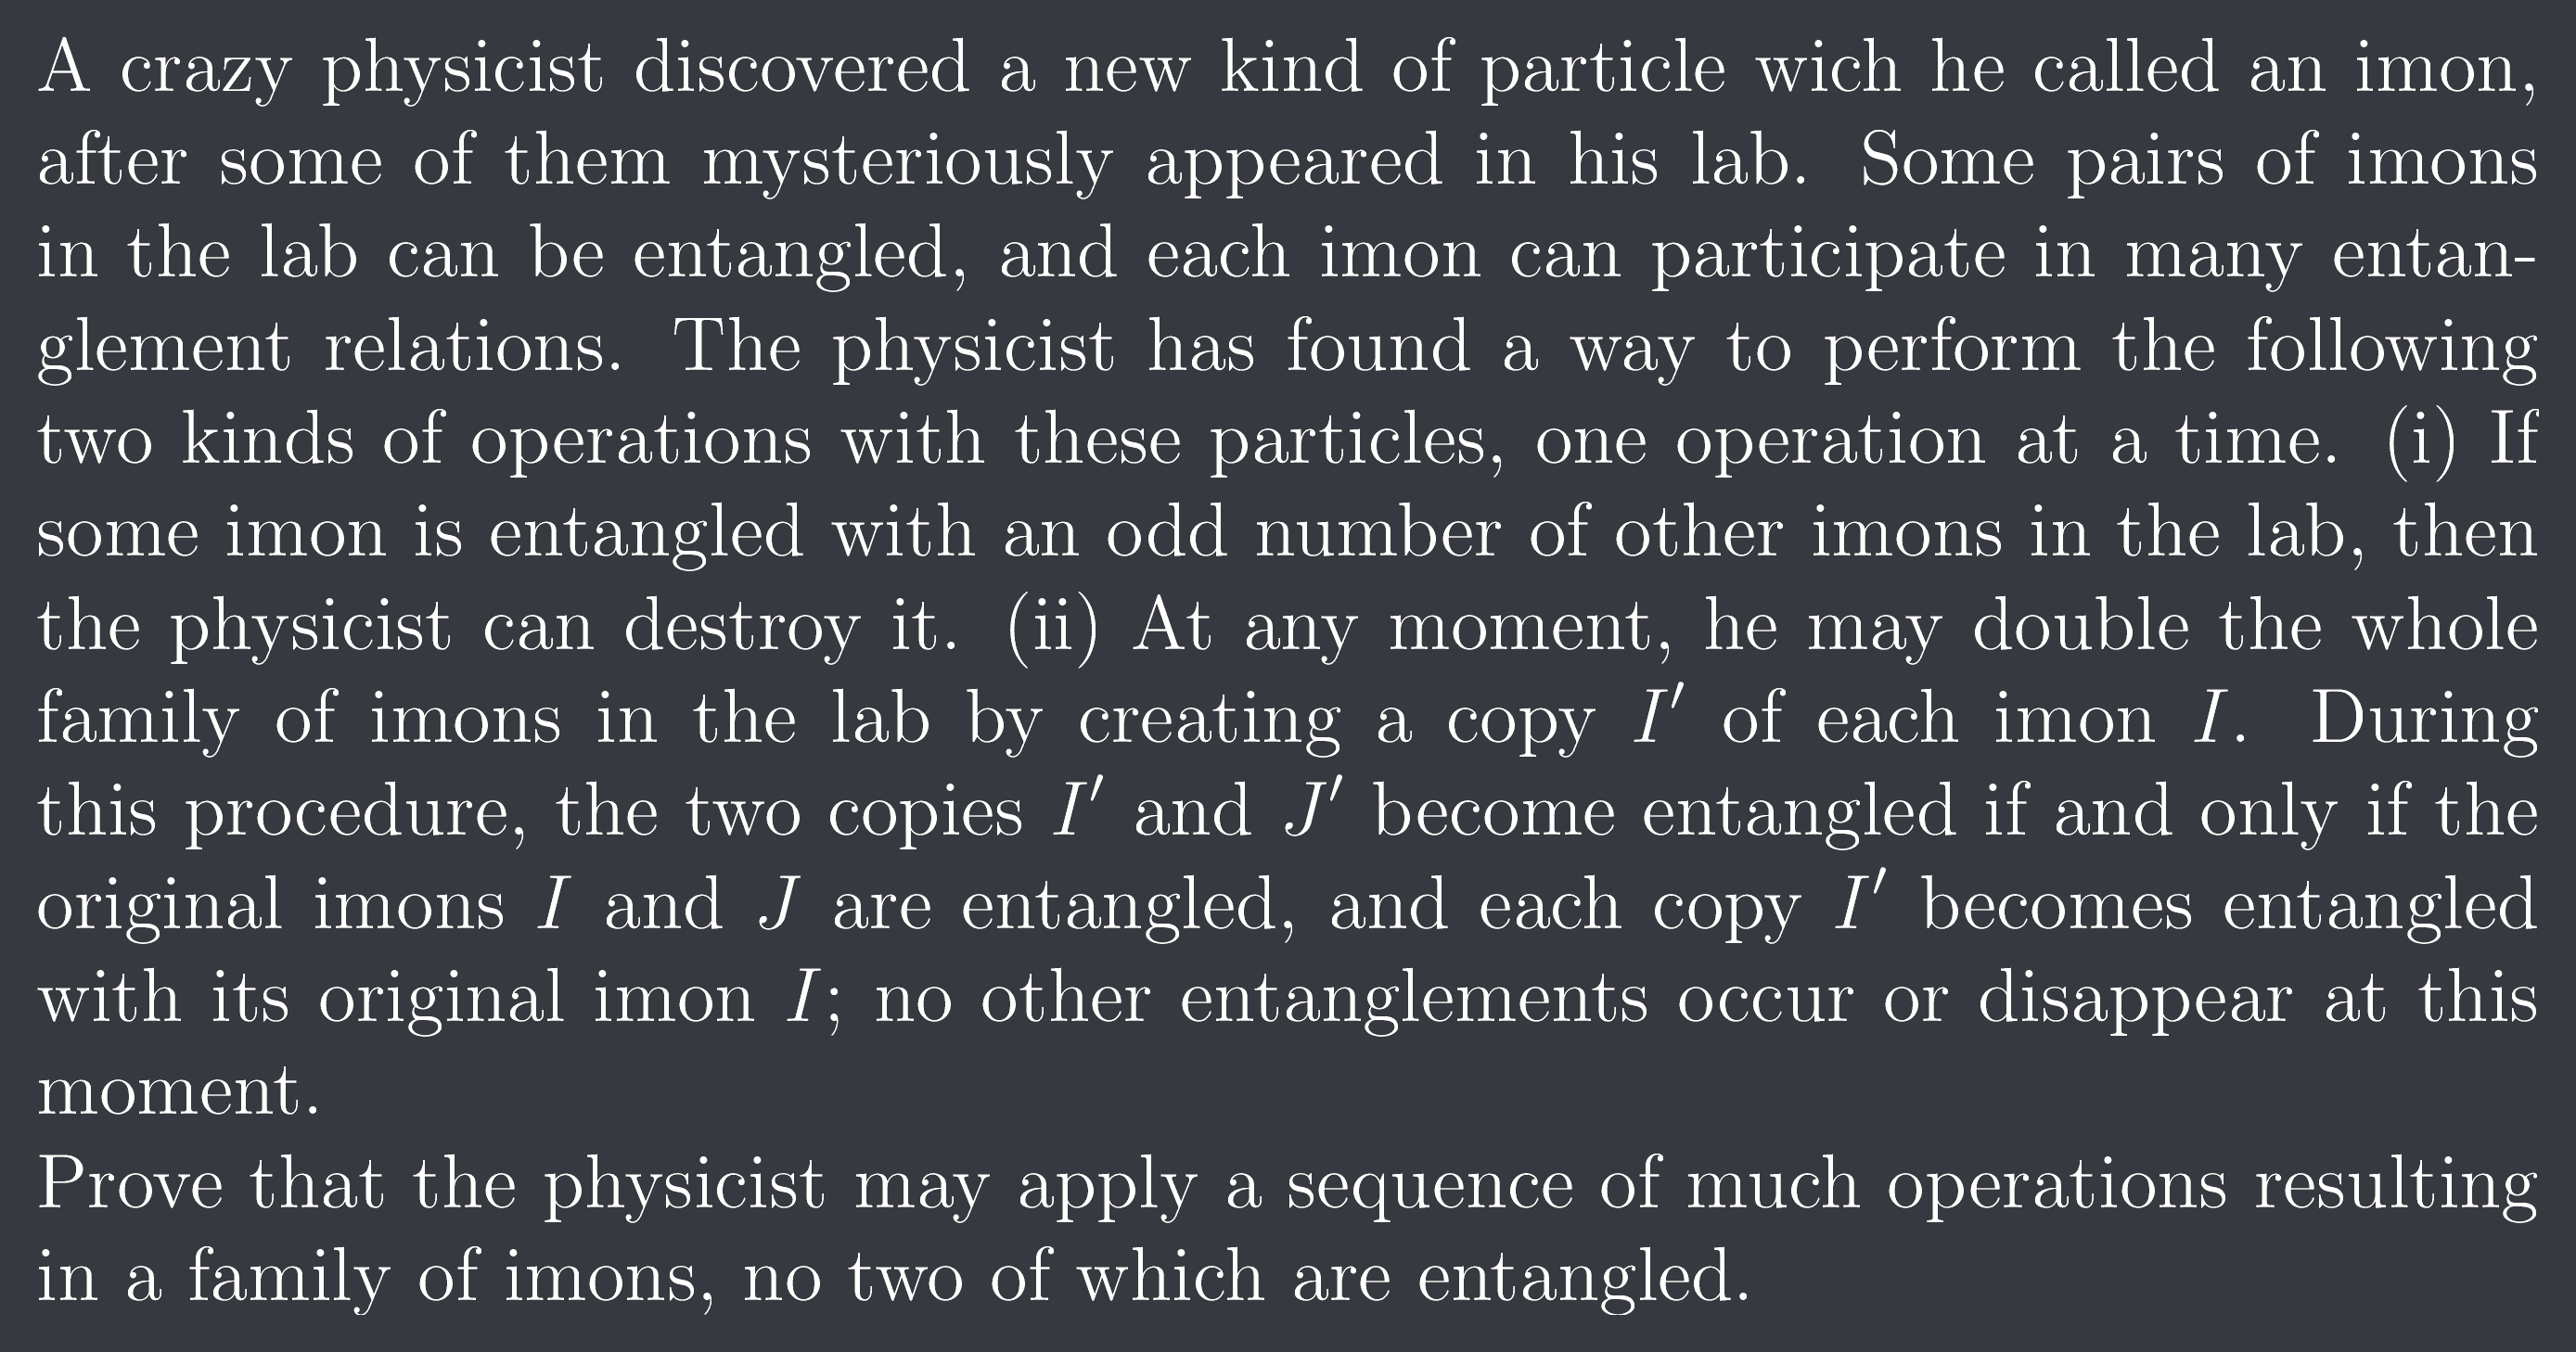 A crazy physicist discovered a new kind of particle wich he called an imon,
after some of them mysteriously appeared in his lab. Some pairs of imons
in the lab can be entangled, and each imon can participate in many entan-
glement relations. The physicist has found a way to perform the following
two kinds of operations with these particles, one operation at a time. (i) If
some imon is entangled with an odd number of other imons in the lab, then
the physicist can destroy it. (ii) At any moment, he may double the whole
family of imons in the lab by creating a copy I′ of each imon I. During
this procedure, the two copies I′ and J′ become entangled if and only if the
original imons I and J are entangled, and each copy I′ becomes entangled
with its original imon I; no other entanglements occur or disappear at this
moment.
Prove that the physicist may apply a sequence of much operations resulting
in a family of imons, no two of which are entangled.